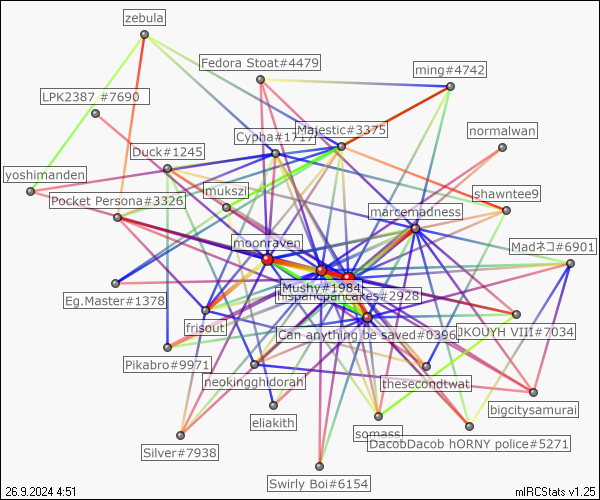 zebula
Fedora Stoat#4479
ming#4742
LPK2387 #7690
normalwan
Majestic#3375
Cypha#1717
Duck#1245
yoshimanden
mukszi
shawntee9
Pocket Persona#3326
marcemadness
moonraven
Madネコ#6901
Mushy#1984
hispancpancakes#2928
Eg.Master#1378
frisout
Can anything be saved#0396
JKOUYH VIII#7034
Pikabro#9971
neokingghidorah
thesecondtwat
bigcitysamurai
eliakith
somass
DacobDacob hORNY police#5271
Silver#7938
Swirly Boi#6154
26.9.2024 4:51
mIRCStats v1.25